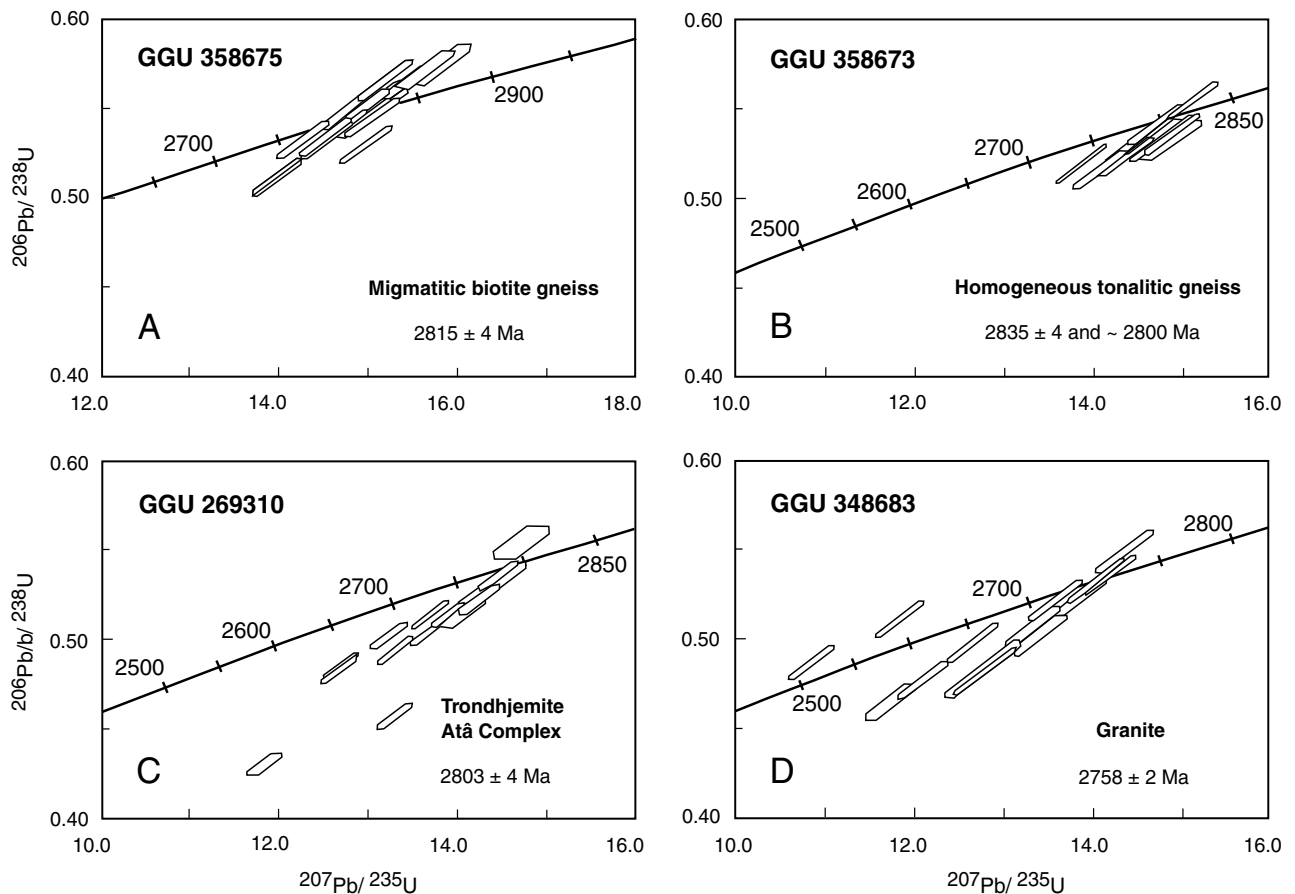 0.60
GGU 358675
2900
2700
0.50
206Pb/ 238U
Migmatitic biotite gneiss
A
2815 ± 4 Ma
0.40
12.0 14.0 16.0 18.0
GGU 358673
2850
2700
2600
2500
Homogeneous tonalitic gneiss
B
2835 ± 4 and ~ 2800 Ma
0.40
10.0 12.0 14.0 16.0
0.60
GGU 269310
2850
2700
2600
2500
0.50
206Pb/b/ 238U
Trondhjemite
Atâ Complex
C
2803 ± 4 Ma
0.40
10.0 12.0 14.0 16.0
207Pb/ 235U
0.60
GGU 348683
2800
2700
0.50
2500
Granite
D
2758 ± 2 Ma
0.40
10.0 12.0 14.0 16.0
207Pb/ 235U